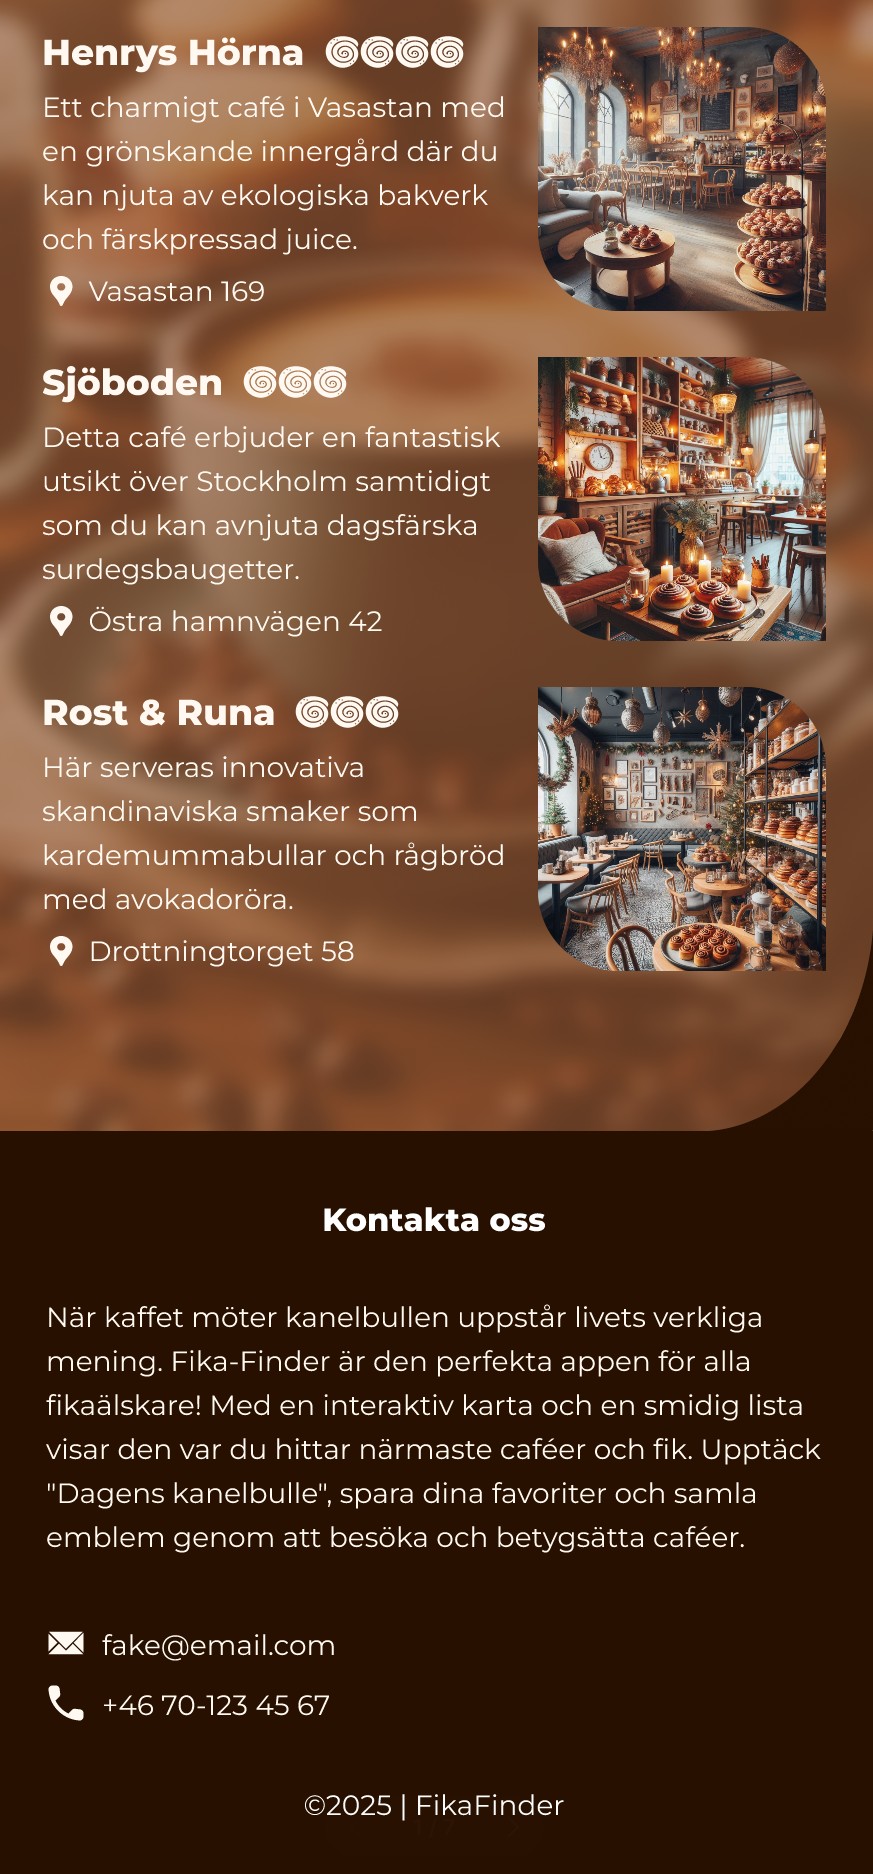 Henrys Hörna
Ett charmigt café i Vasastan med
en grönskande innergård där du
kan njuta av ekologiska bakverk
och färskpressad juice.
Vasastan 169
Sjöboden
Detta café erbjuder en fantastisk
utsikt över Stockholm samtidigt
som du kan avnjuta dagsfärska
surdegsbaugetter.
Östra hamnvägen 42
Rost & Runa
Här serveras innovativa
skandinaviska smaker som
kardemummabullar och rågbröd
med avokadoröra.
Drottningtorget 58
Kontakta oss
När kaffet möter kanelbullen uppstår livets verkliga
mening. Fika-Finder är den perfekta appen för alla
fikaälskare! Med en interaktiv karta och en smidig lista
visar den var du hittar närmaste caféer och fik. Upptäck
"Dagens kanelbulle", spara dina favoriter och samla
emblem genom att besöka och betygsätta caféer.
fake@email.com
+46 70-123 45 67
©2025 | FikaFinder